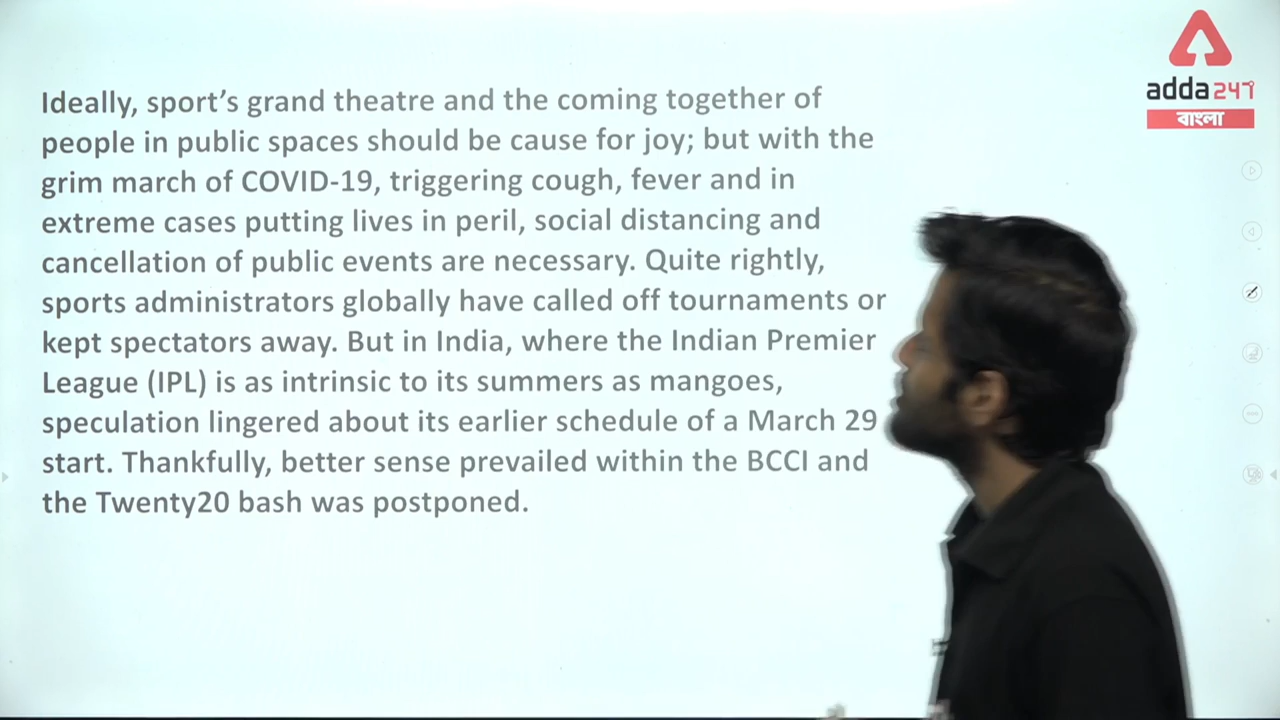 Ideally, sport's grand theatre and the coming together of
people in public spaces should be cause for joy; but with the
grim march of COVID-19, triggering cough, fever and in
extreme cases putting lives in peril, social distancing and
cancellation of public events are necessary. Quite rightly,
sports administrators globally have called off tournaments or
kept spectators away. But in India, where the Indian Premier
League (IPL) is as intrinsic to its summers as mangoes,
speculation lingered about its earlier schedule of a March 29
start. Thankfully, better sense prevailed within the BCCI and
the Twenty20 bash was postponed.
adda247
বাংলা